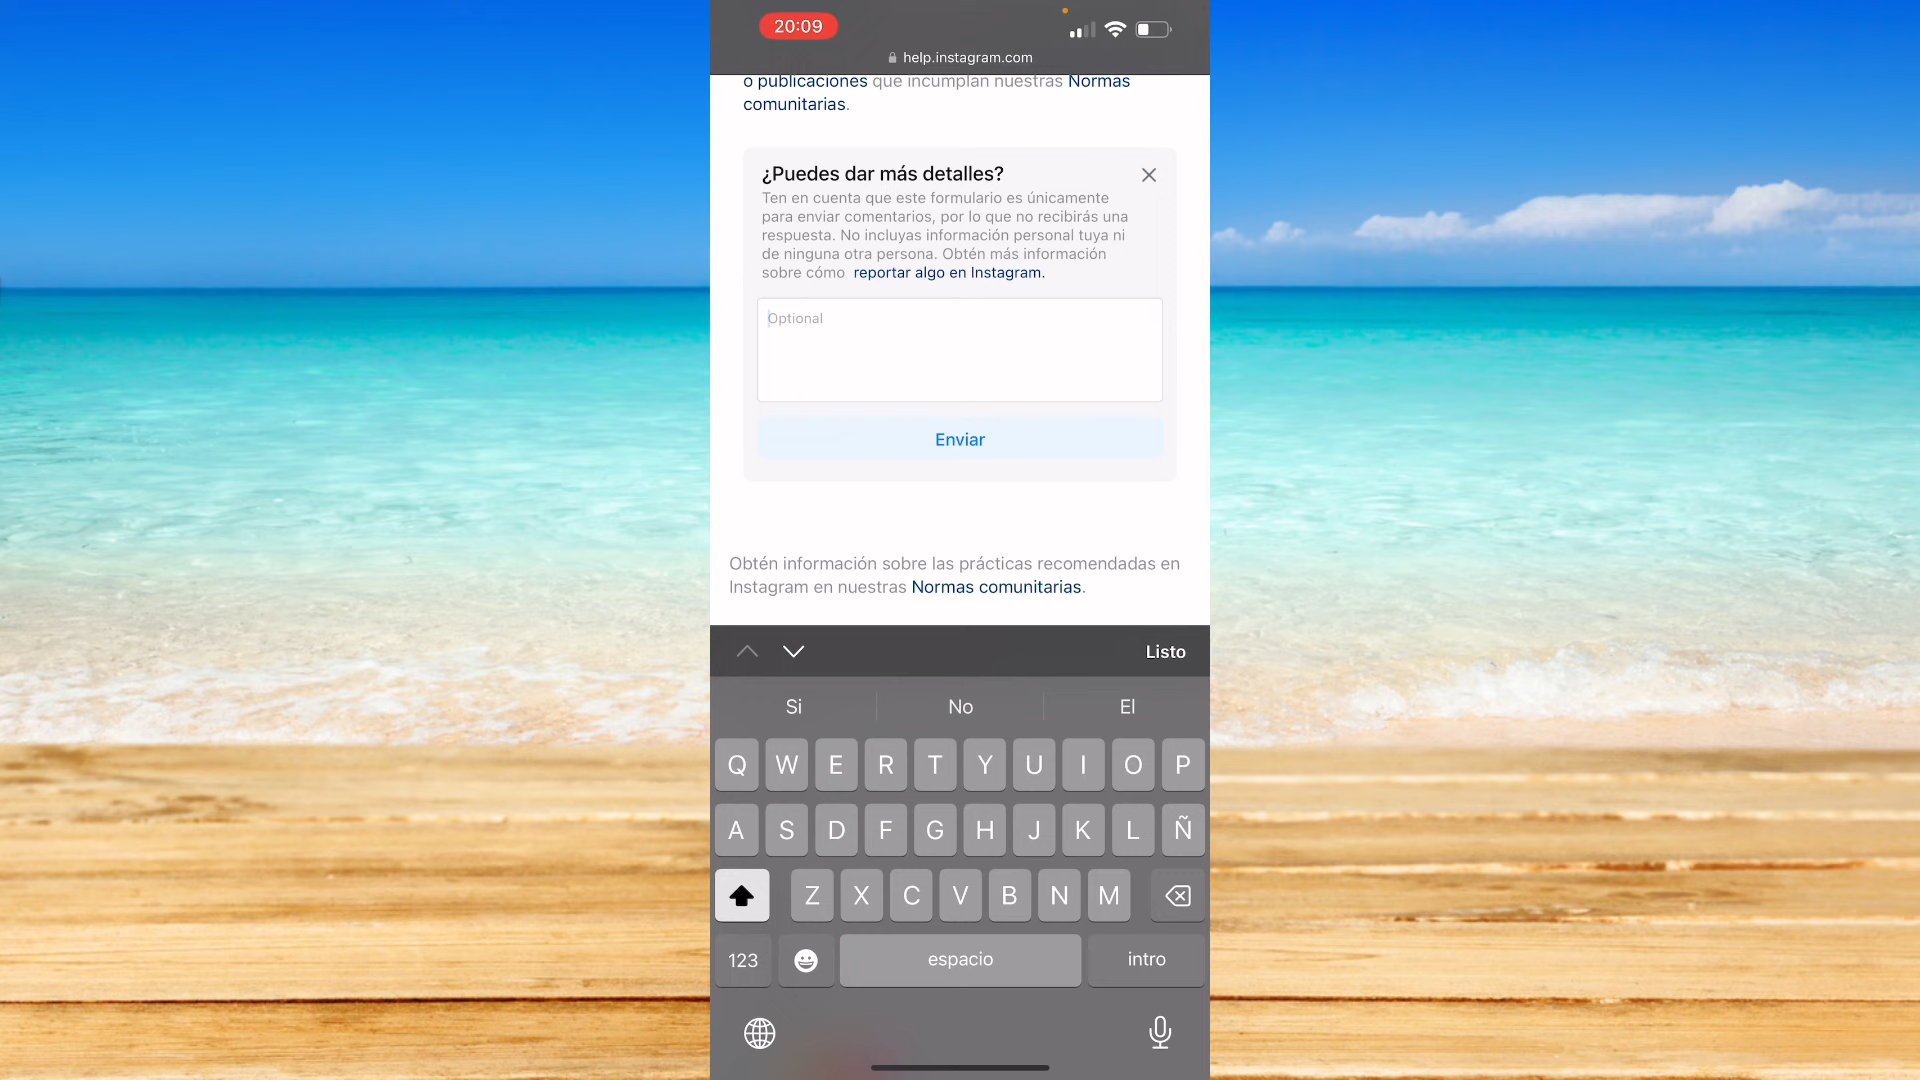 20:09
help.instagram.com
o publicaciones que incumplan nuestras Normas
comunitarias.
¿Puedes dar más detalles?
Ten en cuenta que este formulario es únicamente
para enviar comentarios, por lo que no recibirás una
respuesta. No incluyas información personal tuya ni
de ninguna otra persona. Obtén más información
sobre cómo reportar algo en Instagram.
Optional
Enviar
Obtén información sobre las prácticas recomendadas en
Instagram en nuestras Normas comunitarias.
Listo
Si No El
Q W E R T Y U I O P
A S D F G H J K L Ñ
Z X C V B N M
123 espacio intro